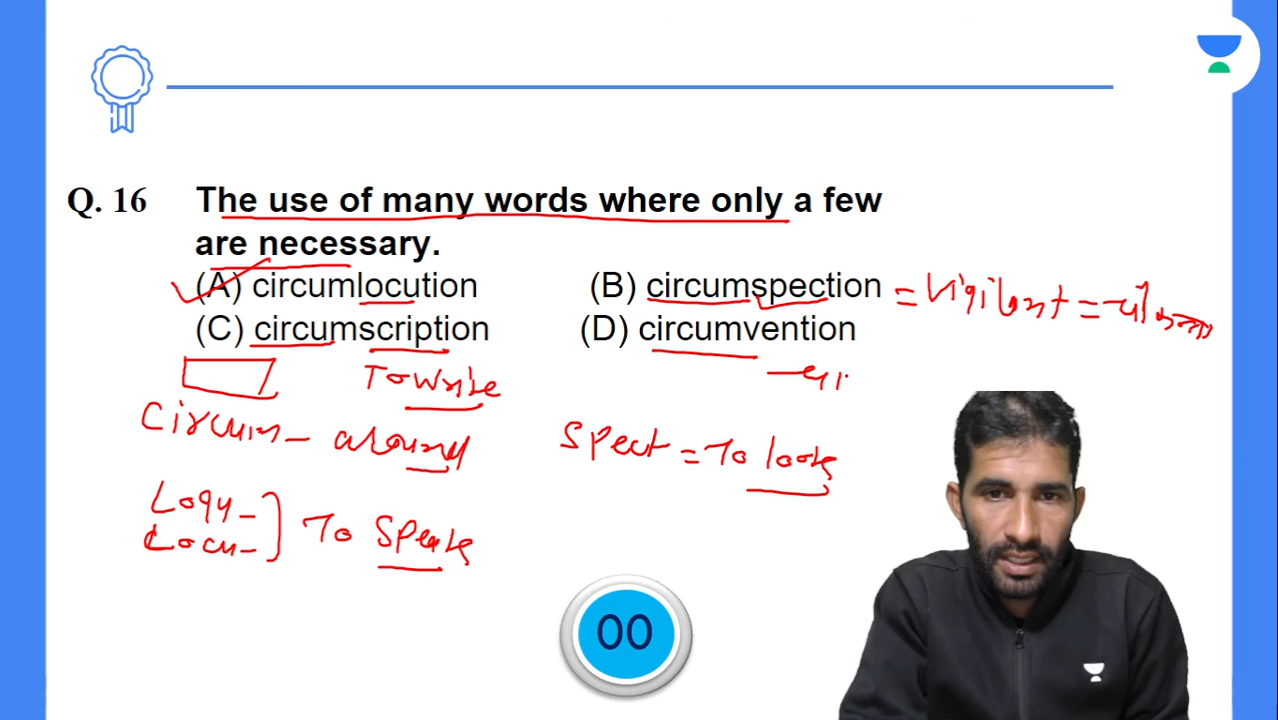 Q. 16 The use of many words where only a few
are necessary.
(A) circumlocution (B) circumspection = Vigilant =
(C) circumscription (D) circumvention
To write
Circum - around
Spect = To look
Logy -
Locu - ] To Speak
00